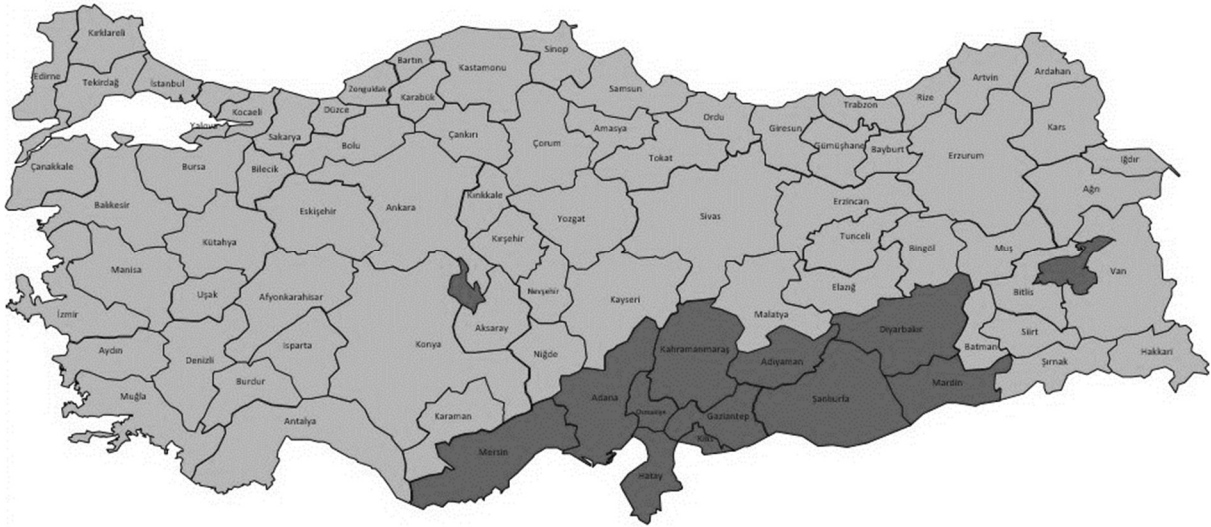 Kırklareli
Edirne
Tekirdağ
İstanbul
Kocaeli
Yalova
Sakarya
Düzce
Zonguldak
Bartın
Karabük
Kastamonu
Sinop
Samsun
Ordu
Giresun
Trabzon
Rize
Artvin
Ardahan
Kars
Iğdır
Ağrı
Erzurum
Bayburt
Gümüşhane
Tokat
Amasya
Çorum
Çankırı
Bolu
Bilecik
Bursa
Çanakkale
Balıkesir
Kütahya
Eskişehir
Ankara
Kırıkkale
Yozgat
Sivas
Erzincan
Tunceli
Bingöl
Muş
Van
Bitlis
Elazığ
Malatya
Kayseri
Kırşehir
Nevşehir
Aksaray
Konya
Afyonkarahisar
Uşak
Manisa
İzmir
Aydın
Denizli
Isparta
Burdur
Muğla
Antalya
Karaman
Niğde
Mersin
Adana
Kahramanmaraş
Osmaniye
Gaziantep
Kilis
Hatay
Adıyaman
Şanlıurfa
Diyarbakır
Mardin
Batman
Siirt
Şırnak
Hakkari